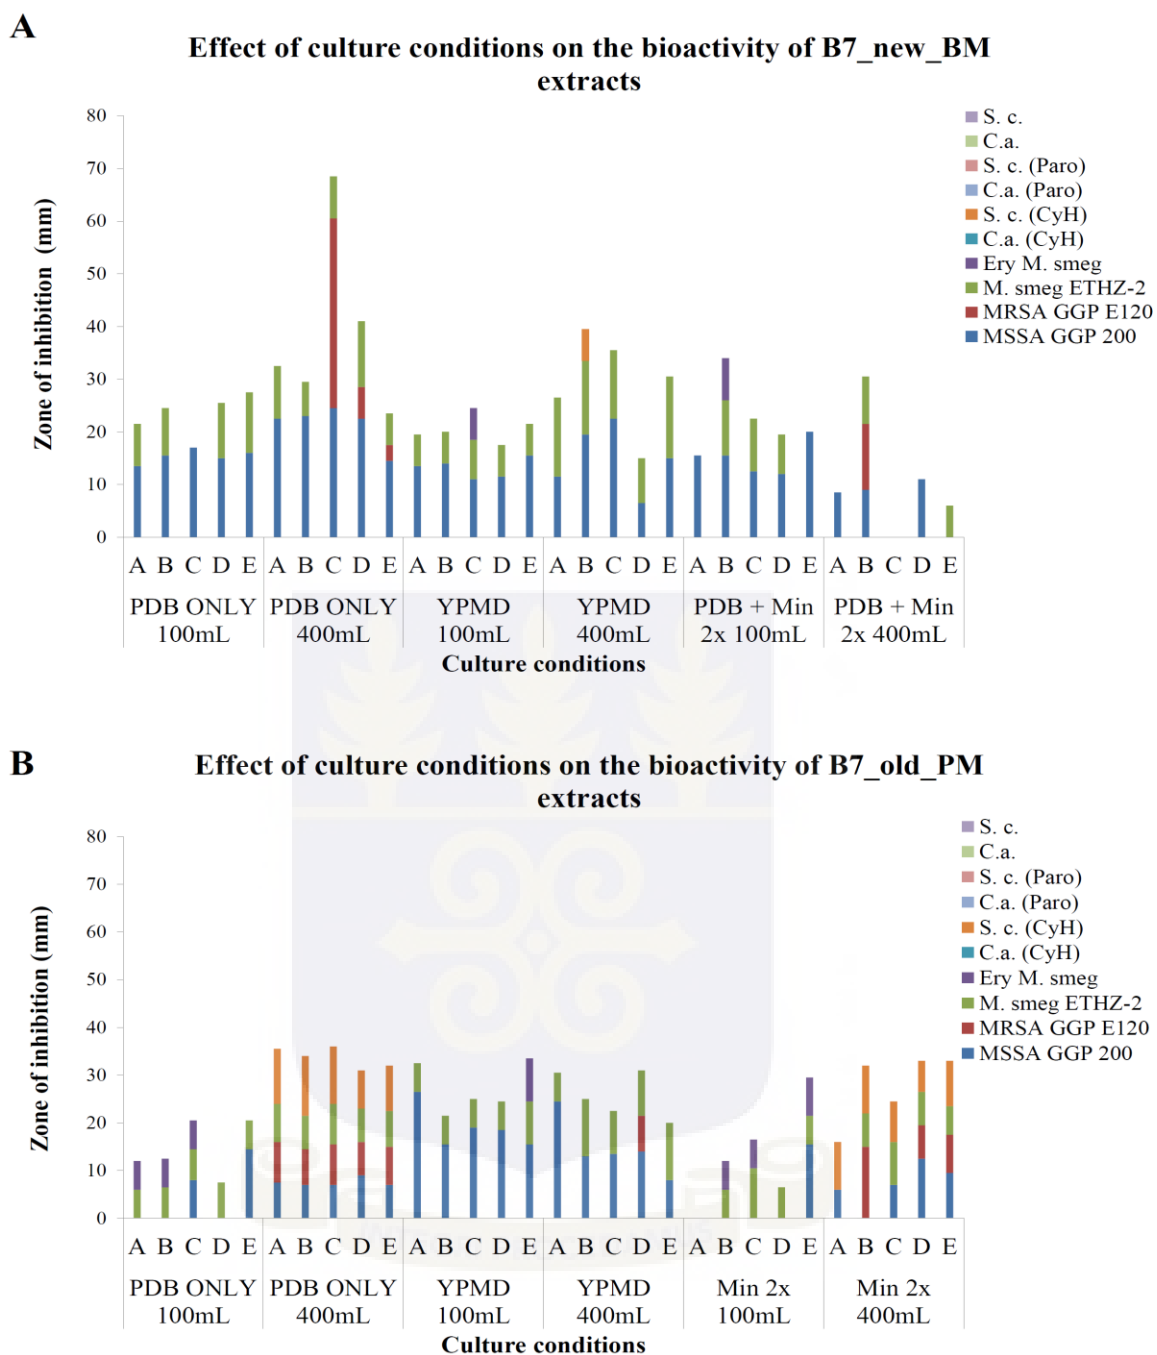 A
Effect of culture conditions on the bioactivity of B7_new_BM
extracts
Zone of inhibition (mm)
80
70
60
50
40
30
20
10
0
S. c.
C.a.
S. c. (Paro)
C.a. (Paro)
S. c. (CyH)
C.a. (CyH)
Ery M. smeg
M. smeg ETHZ-2
MRSA GGP E120
MSSA GGP 200
A B C D E A B C D E A B C D E A B C D E A B C D E A B C D E
PDB ONLY PDB ONLY YPMD YPMD PDB + Min PDB + Min
100mL 400mL 100mL 400mL 2x 100mL 2x 400mL
Culture conditions
B
Effect of culture conditions on the bioactivity of B7_old_PM
extracts
Zone of inhibition (mm)
80
70
60
50
40
30
20
10
0
S. c.
C.a.
S. c. (Paro)
C.a. (Paro)
S. c. (CyH)
C.a. (CyH)
Ery M. smeg
M. smeg ETHZ-2
MRSA GGP E120
MSSA GGP 200
A B C D E A B C D E A B C D E A B C D E A B C D E A B C D E
PDB ONLY PDB ONLY YPMD YPMD Min 2x Min 2x
100mL 400mL 100mL 400mL 100mL 400mL
Culture conditions